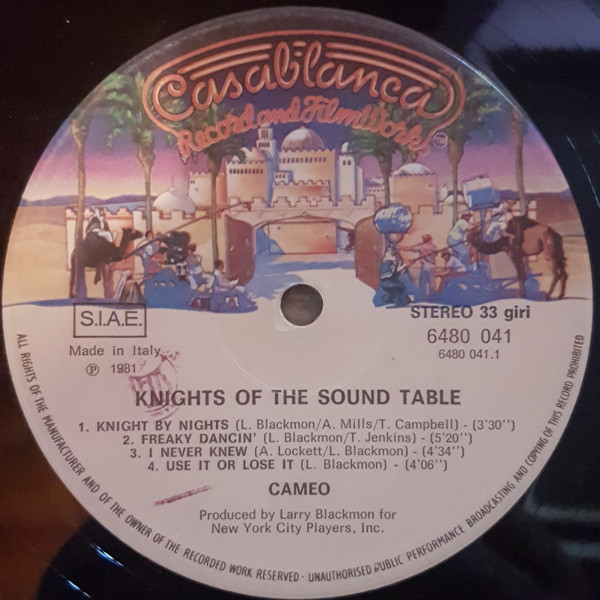 Casablanca
Record and FilmWorks
S.I.A.E.
STEREO 33 giri
6480 041
6480 041.1
Made in Italy
℗ 1981
KNIGHTS OF THE SOUND TABLE
1. KNIGHT BY NIGHTS (L. Blackmon/A. Mills/T. Campbell) - (3'30'')
2. FREAKY DANCIN' (L. Blackmon/T. Jenkins) - (5'20'')
3. I NEVER KNEW (A. Lockett/L. Blackmon) - (4'34'')
4. USE IT OR LOSE IT (L. Blackmon) - (4'06'')
CAMEO
Produced by Larry Blackmon for
New York City Players, Inc.
ALL RIGHTS OF THE MANUFACTURER AND OF THE OWNER OF THE RECORDED WORK RESERVED · UNAUTHORISED PUBLIC PERFORMANCE BROADCASTING AND COPYING OF THIS RECORD PROHIBITED